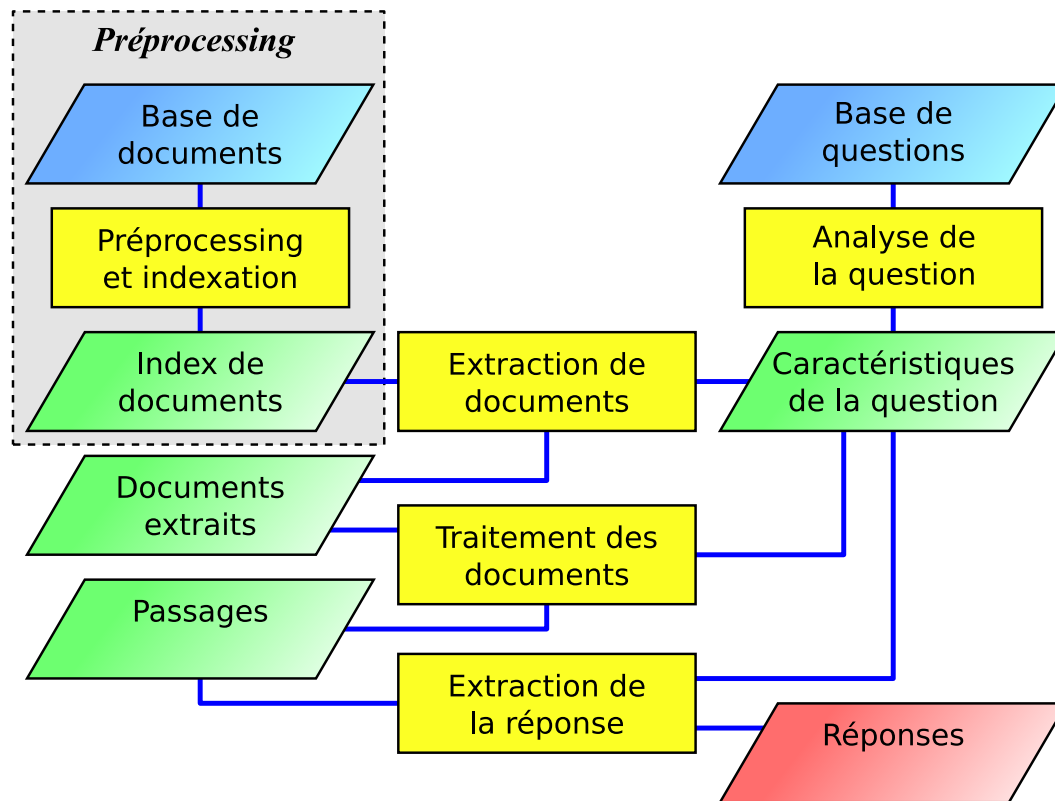 Préprocessing
Base de
documents
Préprocessing
et indexation
Index de
documents
Base de
questions
Analyse de
la question
Caractéristiques
de la question
Extraction de
documents
Documents
extraits
Traitement des
documents
Passages
Extraction de
la réponse
Réponses